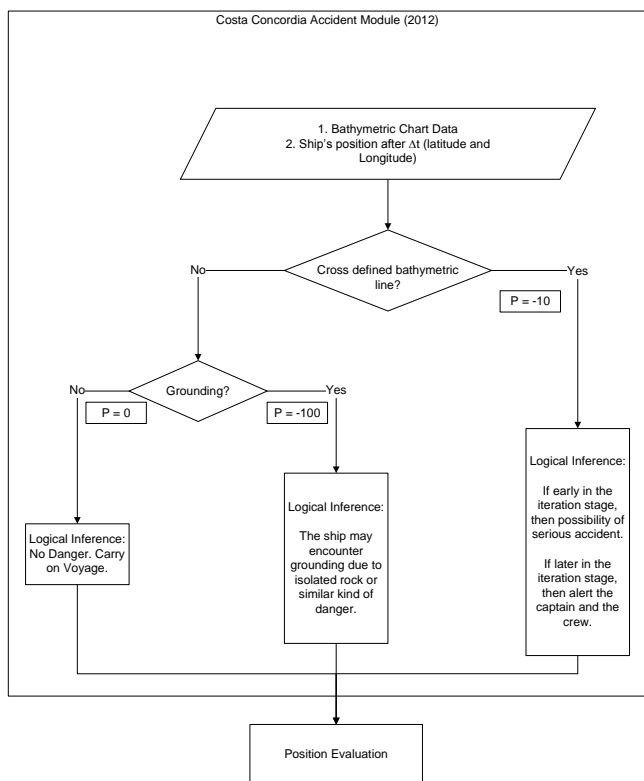 Costa Concordia Accident Module (2012)
1. Bathymetric Chart Data
2. Ship's position after Δt (latitude and
Longitude)
No
Cross defined bathymetric
line?
Yes
P = -10
No
Grounding?
Yes
P = 0
P = -100
Logical Inference:
If early in the
iteration stage,
then possibility of
serious accident.
If later in the
iteration stage,
then alert the
captain and the
crew.
Logical Inference:
The ship may
encounter
grounding due to
isolated rock or
similar kind of
danger.
Logical Inference:
No Danger. Carry
on Voyage.
Position Evaluation